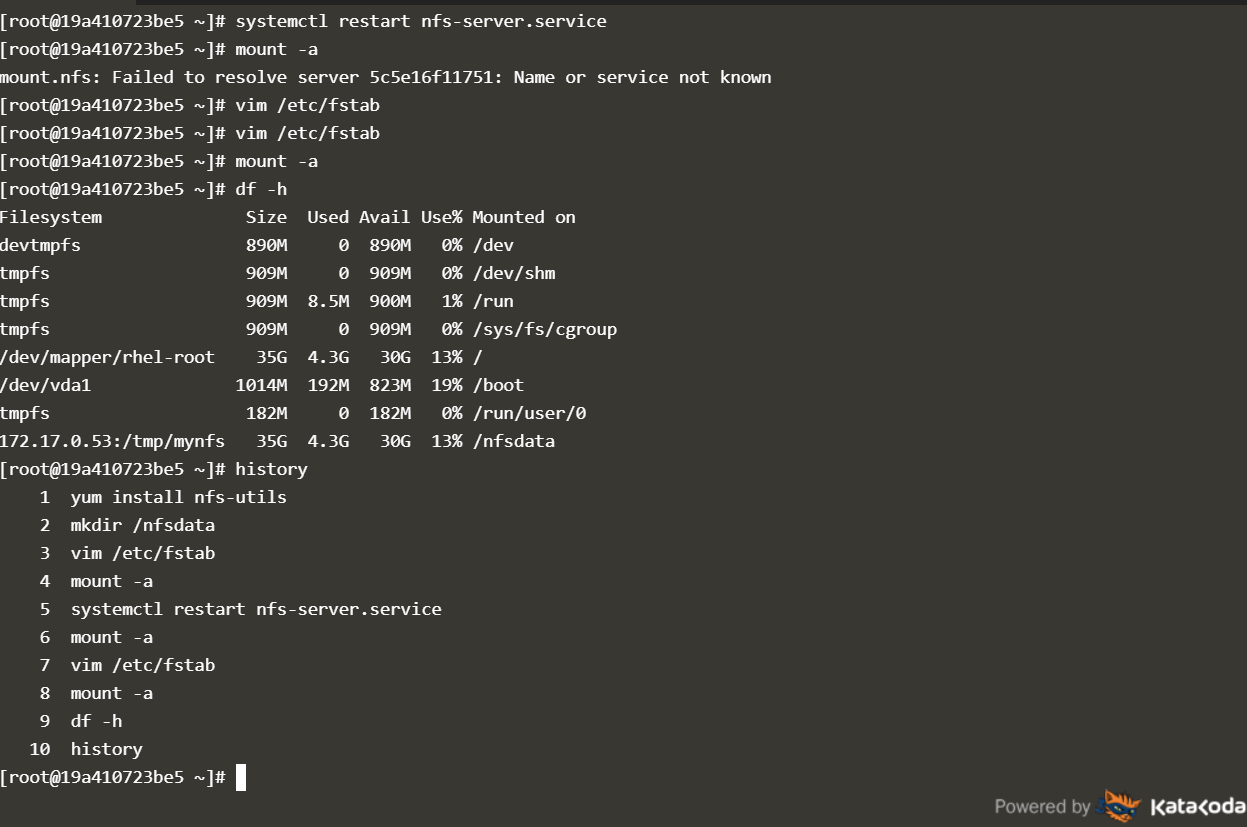 [root@19a410723be5 ~]# systemctl restart nfs-server.service
[root@19a410723be5 ~]# mount -a
mount.nfs: Failed to resolve server 5c5e16f11751: Name or service not known
[root@19a410723be5 ~]# vim /etc/fstab
[root@19a410723be5 ~]# vim /etc/fstab
[root@19a410723be5 ~]# mount -a
[root@19a410723be5 ~]# df -h
Filesystem              Size  Used Avail Use% Mounted on
devtmpfs                890M     0  890M   0% /dev
tmpfs                   909M     0  909M   0% /dev/shm
tmpfs                   909M  8.5M  900M   1% /run
tmpfs                   909M     0  909M   0% /sys/fs/cgroup
/dev/mapper/rhel-root    35G  4.3G   30G  13% /
/dev/vda1              1014M  192M  823M  19% /boot
tmpfs                   182M     0  182M   0% /run/user/0
172.17.0.53:/tmp/mynfs   35G  4.3G   30G  13% /nfsdata
[root@19a410723be5 ~]# history
    1  yum install nfs-utils
    2  mkdir /nfsdata
    3  vim /etc/fstab
    4  mount -a
    5  systemctl restart nfs-server.service
    6  mount -a
    7  vim /etc/fstab
    8  mount -a
    9  df -h
   10  history
[root@19a410723be5 ~]#
Powered by Katakoda